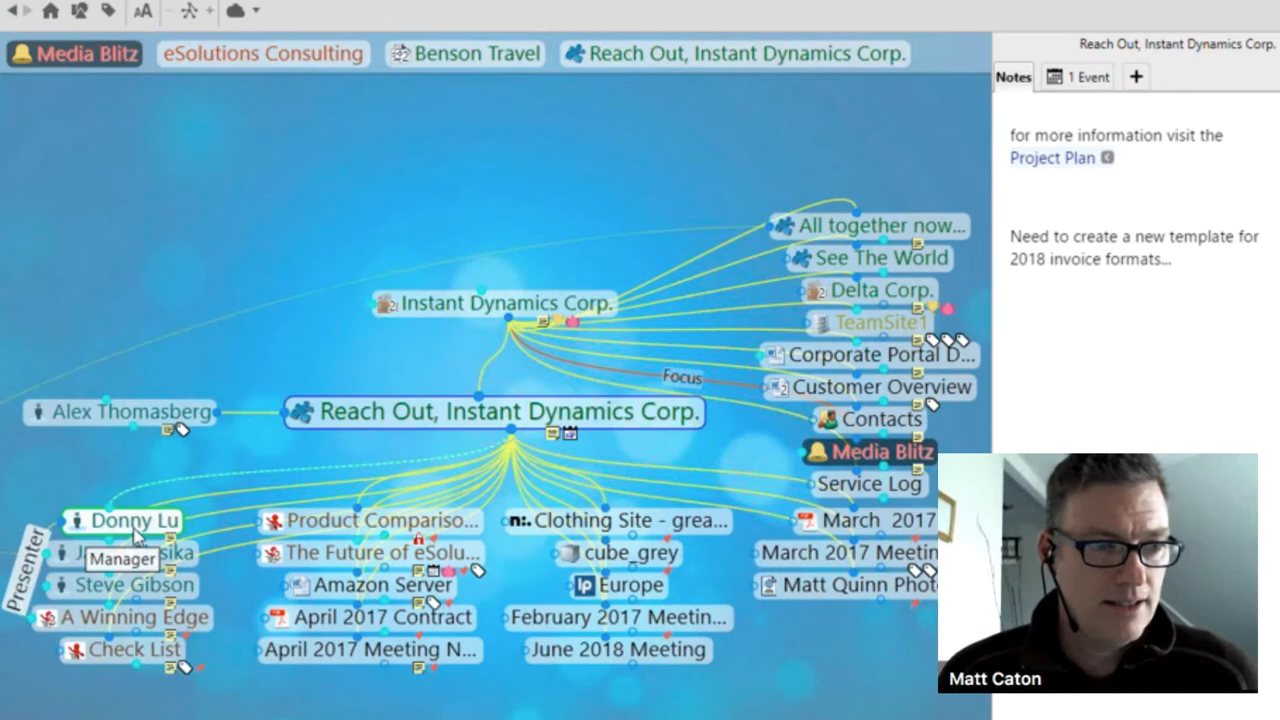 AA
Media Blitz
eSolutions Consulting
Benson Travel
Reach Out, Instant Dynamics Corp.
Reach Out, Instant Dynamics Corp.
Notes
1 Event
for more information visit the
Project Plan
Need to create a new template for
2018 invoice formats...
All together now...
See The World
Instant Dynamics Corp.
Delta Corp.
TeamSite1
Corporate Portal D...
Focus
Customer Overview
Alex Thomasberg
Reach Out, Instant Dynamics Corp.
Contacts
Media Blitz
Service Log
Presenter
Donny Lu
Manager
Steve Gibson
A Winning Edge
Check List
Product Compariso...
The Future of eSolu...
Amazon Server
April 2017 Contract
April 2017 Meeting N...
Clothing Site - grea...
cube_grey
Europe
February 2017 Meetin...
June 2018 Meeting
March 2017
March 2017 Meetin
Matt Quinn Phot
Matt Caton